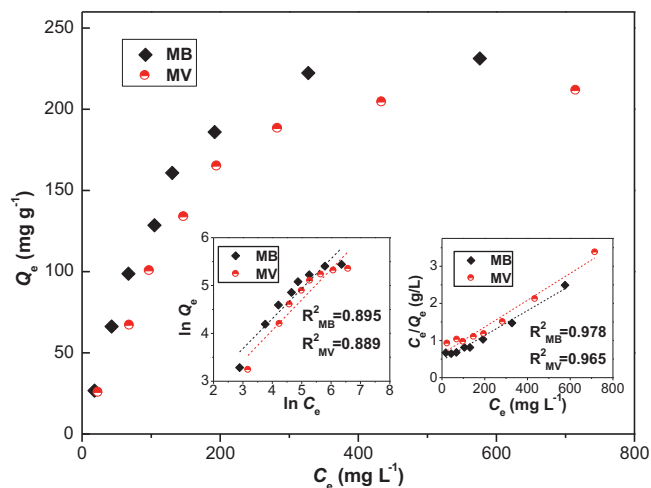 260
240
200
150
100
50
0
0
200
400
600
800
Qe (mg g-1)
Ce (mg L-1)
MB
MV
6
5
4
3
2
3
4
5
6
7
8
ln Qe
ln Ce
MB
MV
R2MB=0.895
R2MV=0.889
3
2
1
0
0
200
400
600
800
Ce/Qe (g/L)
Ce (mg L-1)
MB
MV
R2MB=0.978
R2MV=0.965